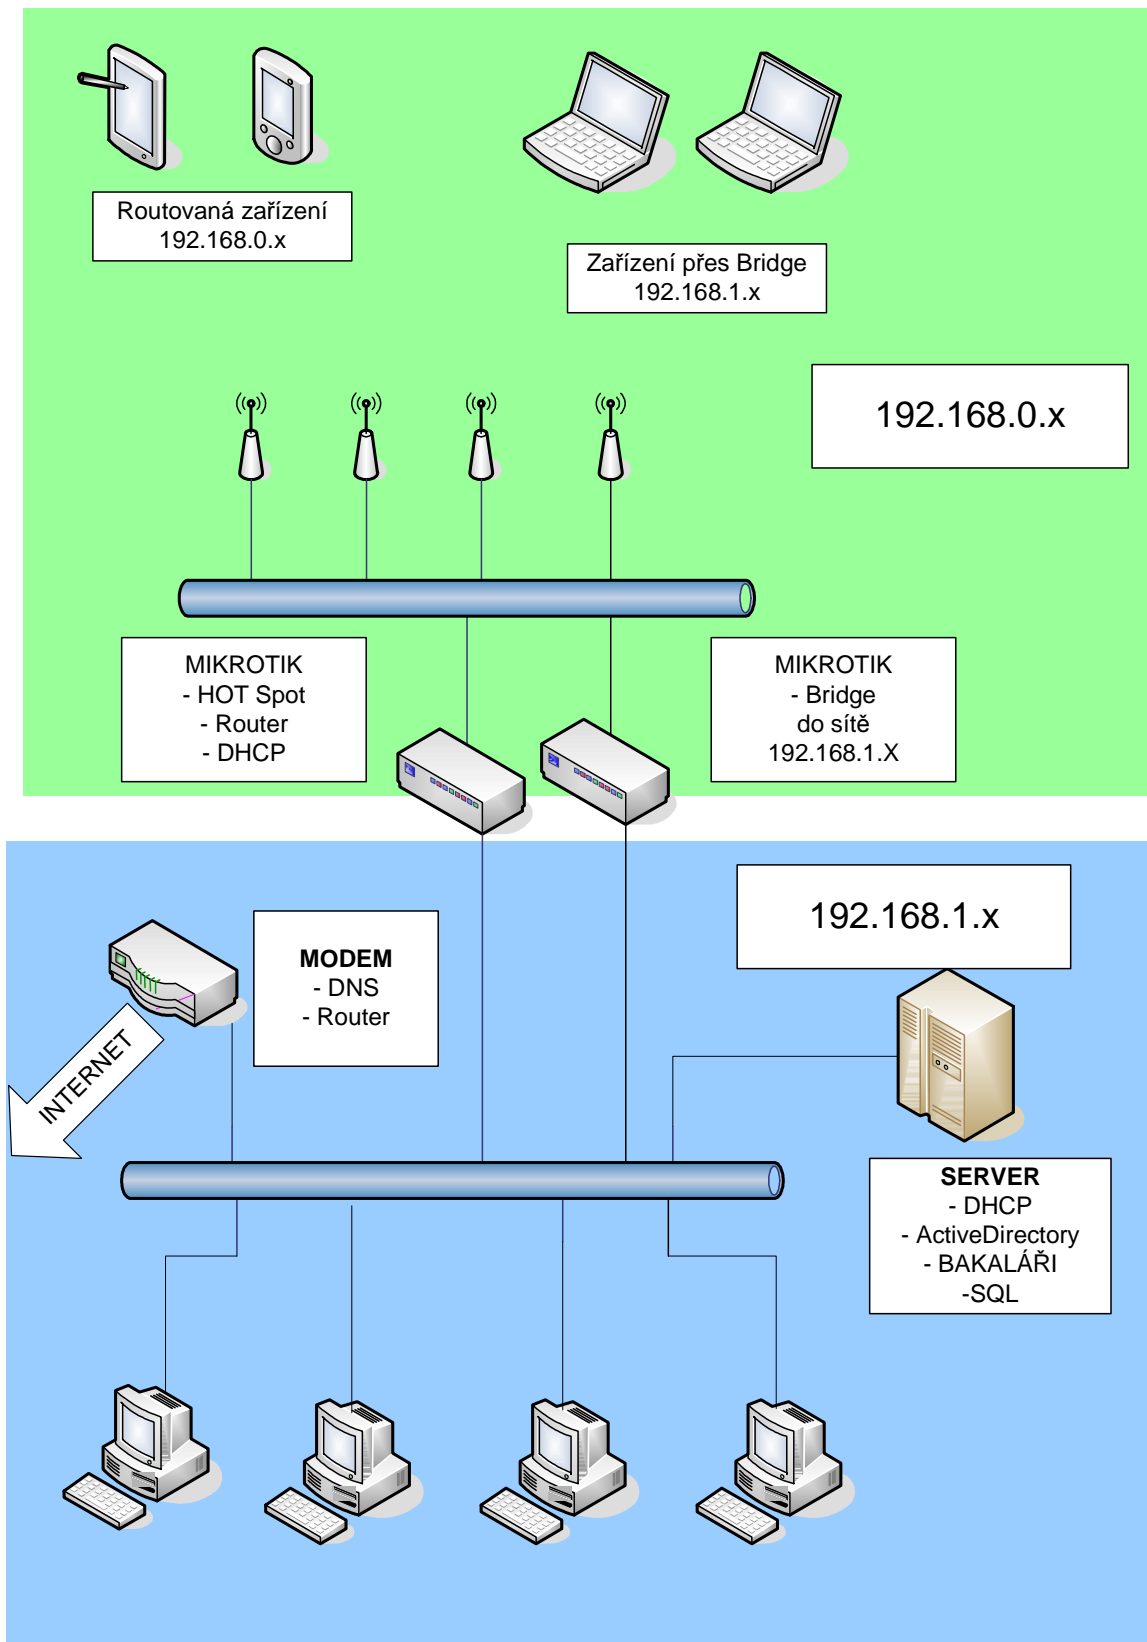 Routovaná zařízení
192.168.0.x
Zařízení přes Bridge
192.168.1.x
192.168.0.x
MIKROTIK
- HOT Spot
- Router
- DHCP
MIKROTIK
- Bridge
do sítě
192.168.1.X
192.168.1.x
MODEM
- DNS
- Router
INTERNET
SERVER
- DHCP
- ActiveDirectory
- BAKALÁŘI
-SQL